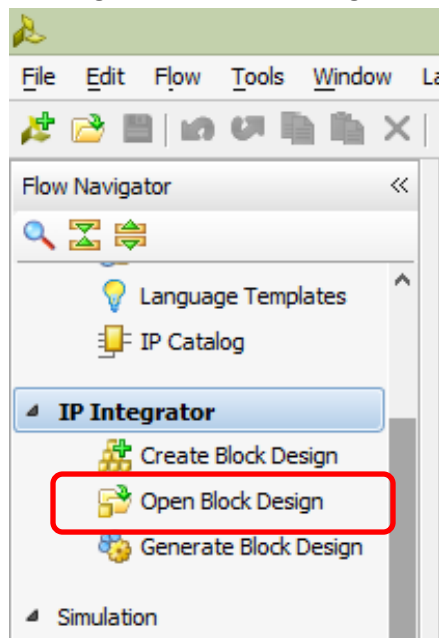 File Edit Flow Tools Window
Flow Navigator
Language Templates
IP Catalog
IP Integrator
Create Block Design
Open Block Design
Generate Block Design
Simulation